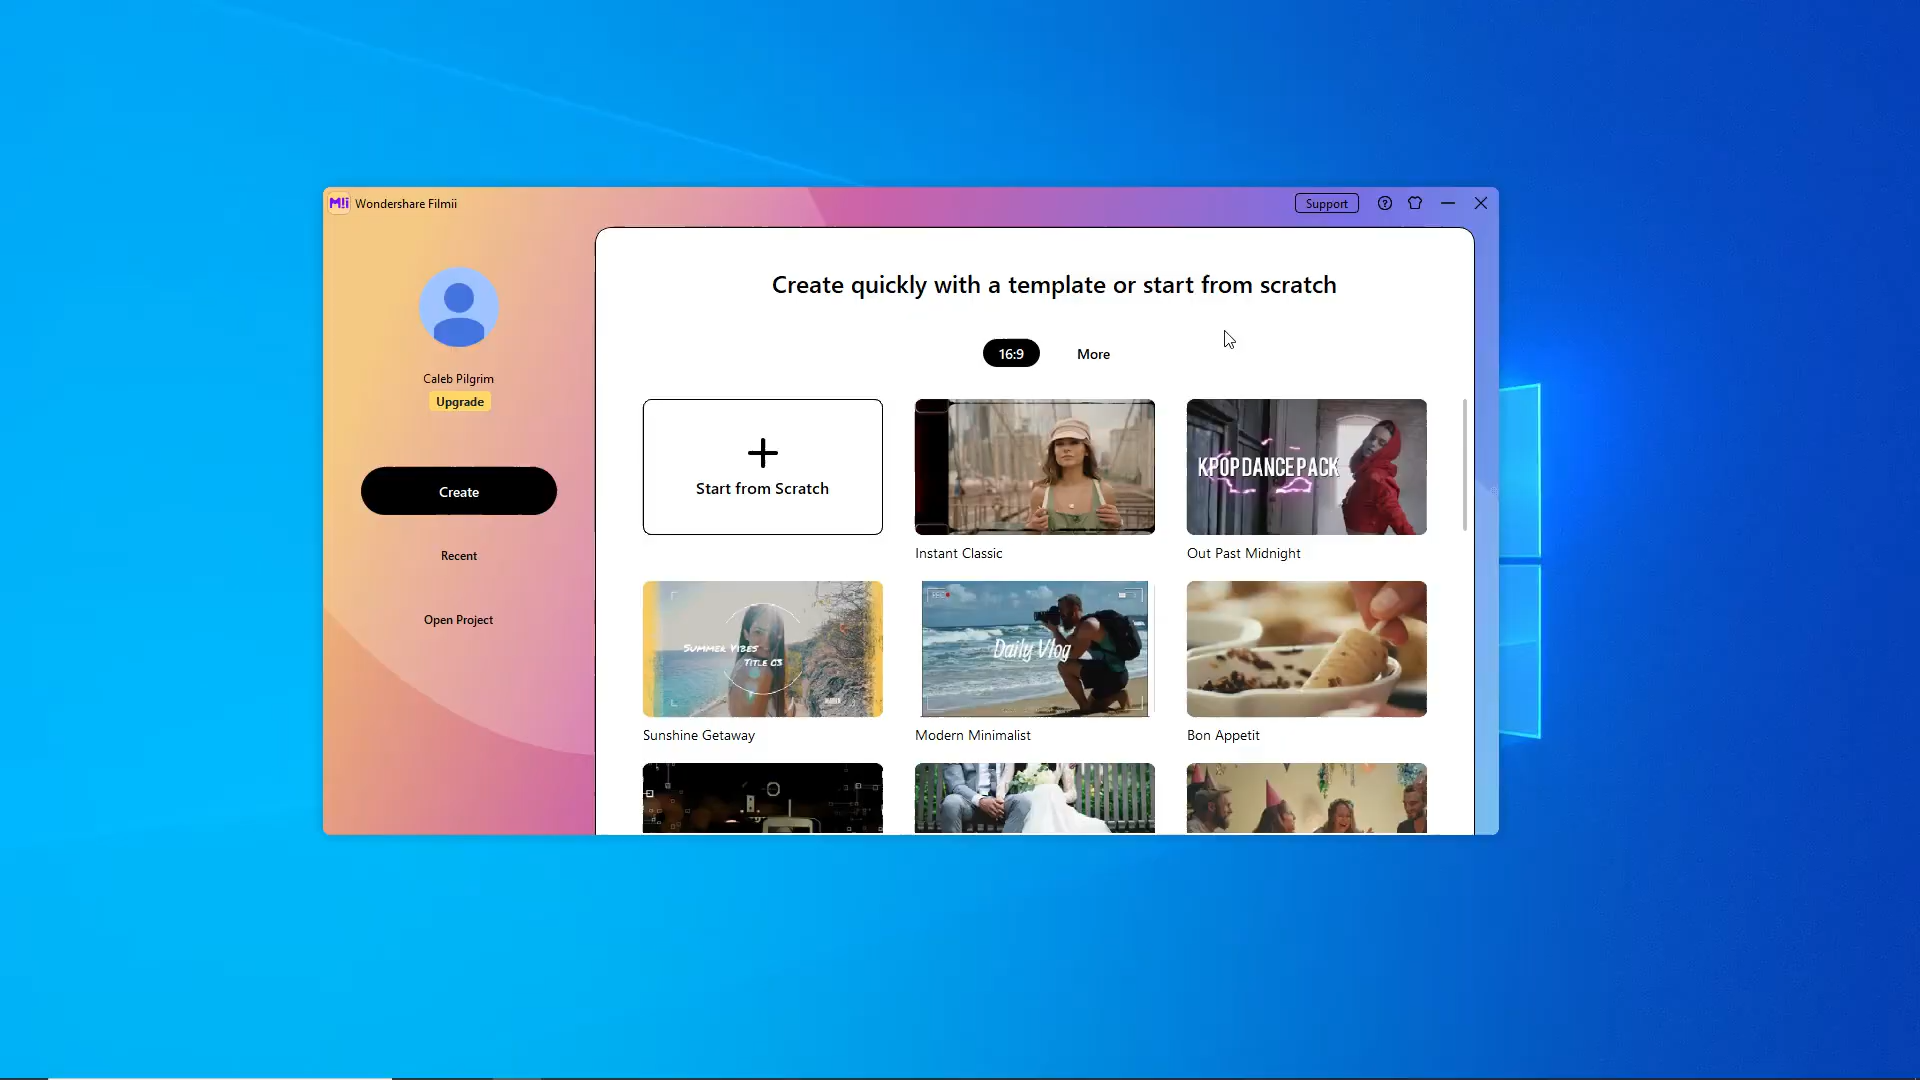 M!i Wondershare Filmii
Support
Caleb Pilgrim
Upgrade
Create
Recent
Open Project
Create quickly with a template or start from scratch
16:9 More
Start from Scratch
KPOP DANCE PACK
Instant Classic
Out Past Midnight
SUMMER VIBES
TITLE 03
Daily Vlog
Sunshine Getaway
Modern Minimalist
Bon Appetit